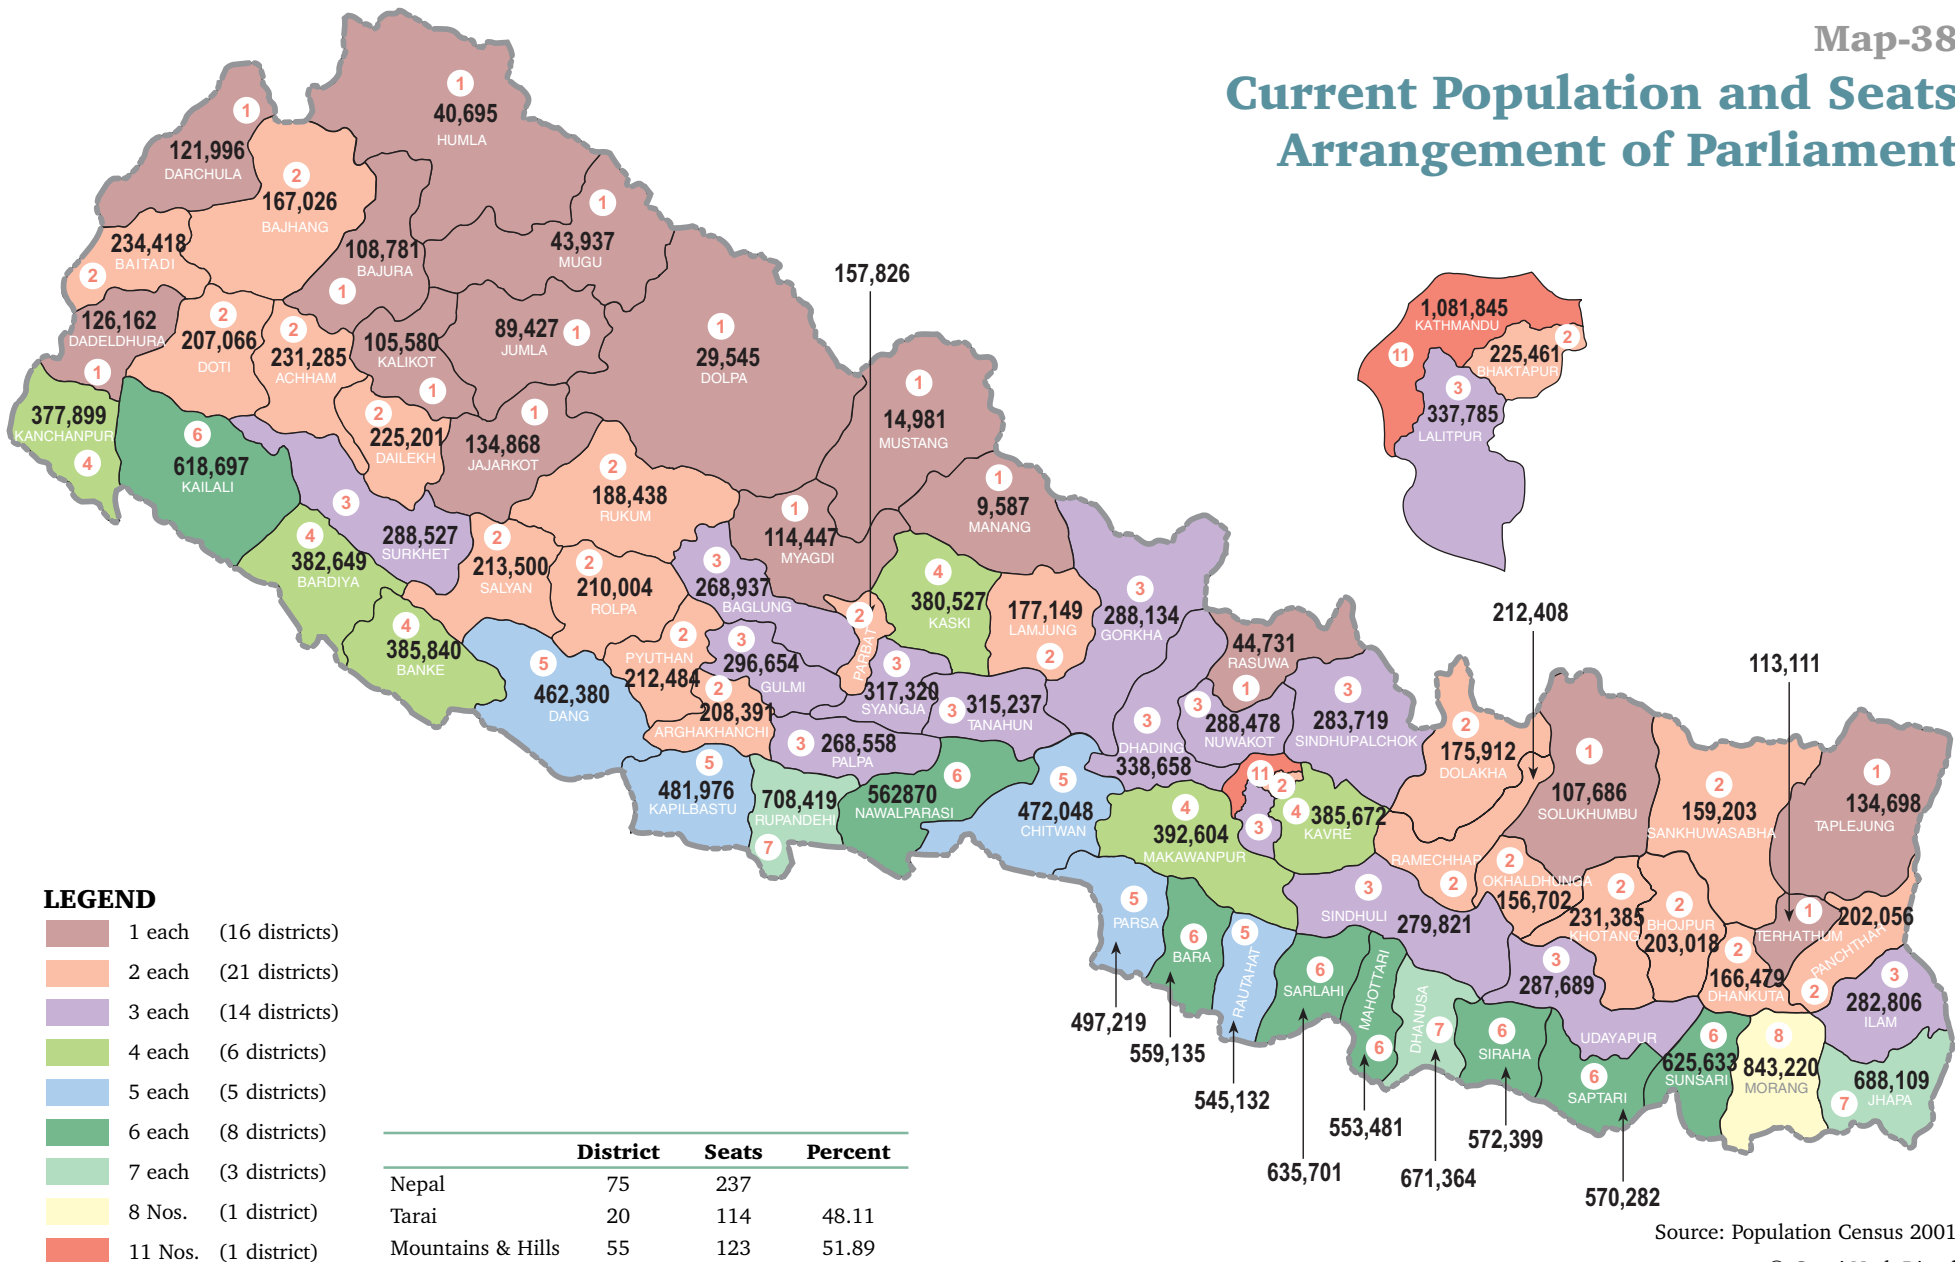 Map-38
Current Population and Seats
Arrangement of Parliament
1
40,695
HUMLA
1
121,996
DARCHULA
2
167,026
BAJHANG
1
43,937
MUGU
234,418
BAITADI
2
108,781
BAJURA
1
157,826
126,162
DADELDHURA
1
2
207,066
DOTI
2
231,285
ACHHAM
105,580
KALIKOT
1
89,427
1
JUMLA
1
29,545
DOLPA
1
14,981
MUSTANG
1,081,845
KATHMANDU
11
2
225,461
BHAKTAPUR
3
337,785
LALITPUR
377,899
KANCHANPUR
4
6
618,697
KAILALI
2
225,201
DAILEKH
1
134,868
JAJARKOT
2
188,438
RUKUM
1
9,587
MANANG
3
288,527
SURKHET
4
382,649
BARDIYA
2
213,500
SALYAN
2
210,004
ROLPA
3
268,937
BAGLUNG
1
114,447
MYAGDI
2
PARBAT
4
380,527
KASKI
177,149
LAMJUNG
2
3
288,134
GORKHA
212,408
4
385,840
BANKE
5
462,380
DANG
2
PYUTHAN
212,484
3
296,654
GULMI
2
208,391
ARGHAKHANCHI
3
317,320
SYANGJA
3
315,237
TANAHUN
44,731
RASUWA
1
3
288,478
NUWAKOT
3
283,719
SINDHUPALCHOK
113,111
3
DHADING
338,658
2
175,912
DOLAKHA
1
107,686
SOLUKHUMBU
2
159,203
SANKHUWASABHA
1
134,698
TAPLEJUNG
3
268,558
PALPA
5
481,976
KAPILBASTU
708,419
RUPANDEHI
7
6
562870
NAWALPARASI
5
472,048
CHITWAN
11
2
3
4
385,672
KAVRE
4
392,604
MAKAWANPUR
RAMECHHAP
2
2
OKHALDHUNGA
156,702
2
231,385
KHOTANG
2
BHOJPUR
203,018
1
TERHATHUM
202,056
PANCHTHAR
2
2
166,479
DHANKUTA
3
282,806
ILAM
3
SINDHULI
279,821
3
287,689
UDAYAPUR
5
PARSA
6
BARA
5
RAUTAHAT
6
SARLAHI
MAHOTTARI
6
DHANUSA
7
6
SIRAHA
6
SAPTARI
6
625,633
SUNSARI
8
843,220
MORANG
688,109
JHAPA
7
497,219
559,135
545,132
635,701
553,481
671,364
572,399
570,282
LEGEND
1 each (16 districts)
2 each (21 districts)
3 each (14 districts)
4 each (6 districts)
5 each (5 districts)
6 each (8 districts)
7 each (3 districts)
8 Nos. (1 district)
11 Nos. (1 district)
District Seats Percent
Nepal 75 237
Tarai 20 114 48.11
Mountains & Hills 55 123 51.89
Source: Population Census 2001